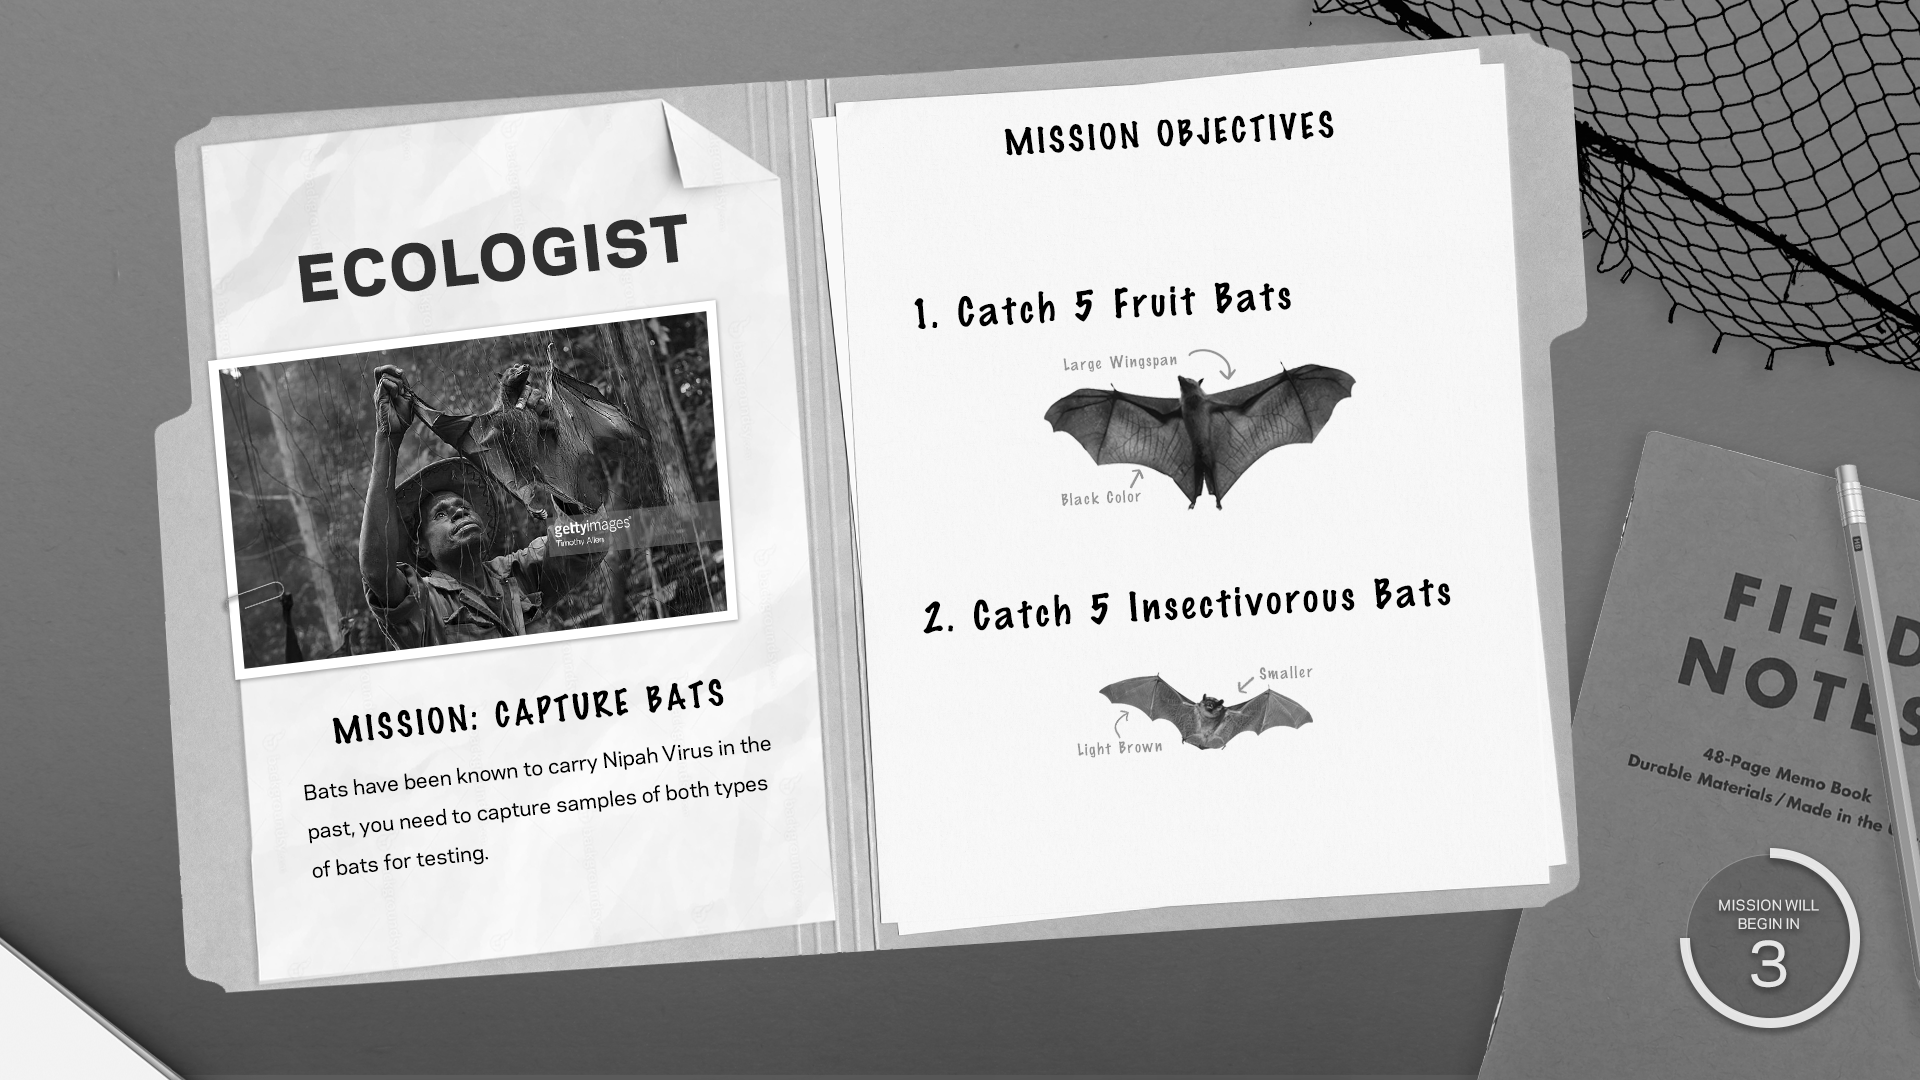 ECOLOGIST
gettyimages
Timothy Allen
MISSION: CAPTURE BATS
Bats have been known to carry Nipah Virus in the
past, you need to capture samples of both types
of bats for testing.
MISSION OBJECTIVES
1. Catch 5 Fruit Bats
Large Wingspan
Black Color
2. Catch 5 Insectivorous Bats
Smaller
Light Brown
FIELD
NOTES
48-Page Memo Book
Durable Materials / Made in the
MISSION WILL
BEGIN IN
3